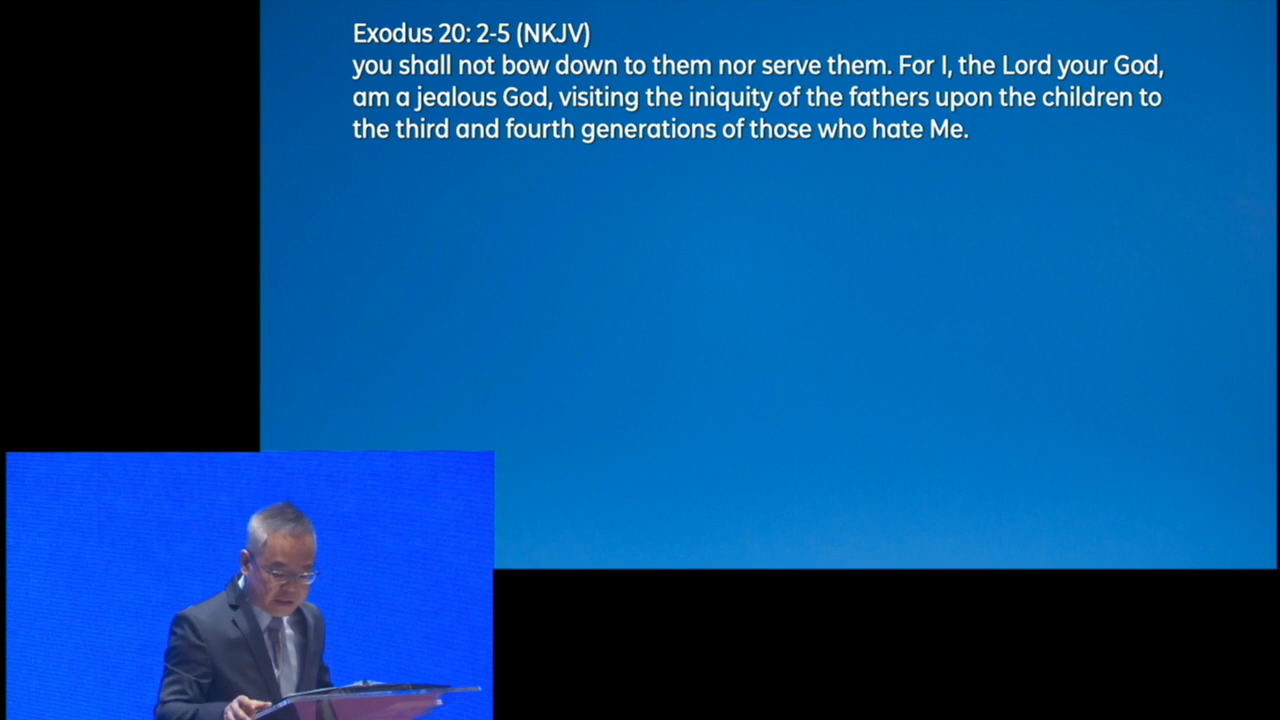 Exodus 20: 2-5 (NKJV)
you shall not bow down to them nor serve them. For I, the Lord your God,
am a jealous God, visiting the iniquity of the fathers upon the children to
the third and fourth generations of those who hate Me.